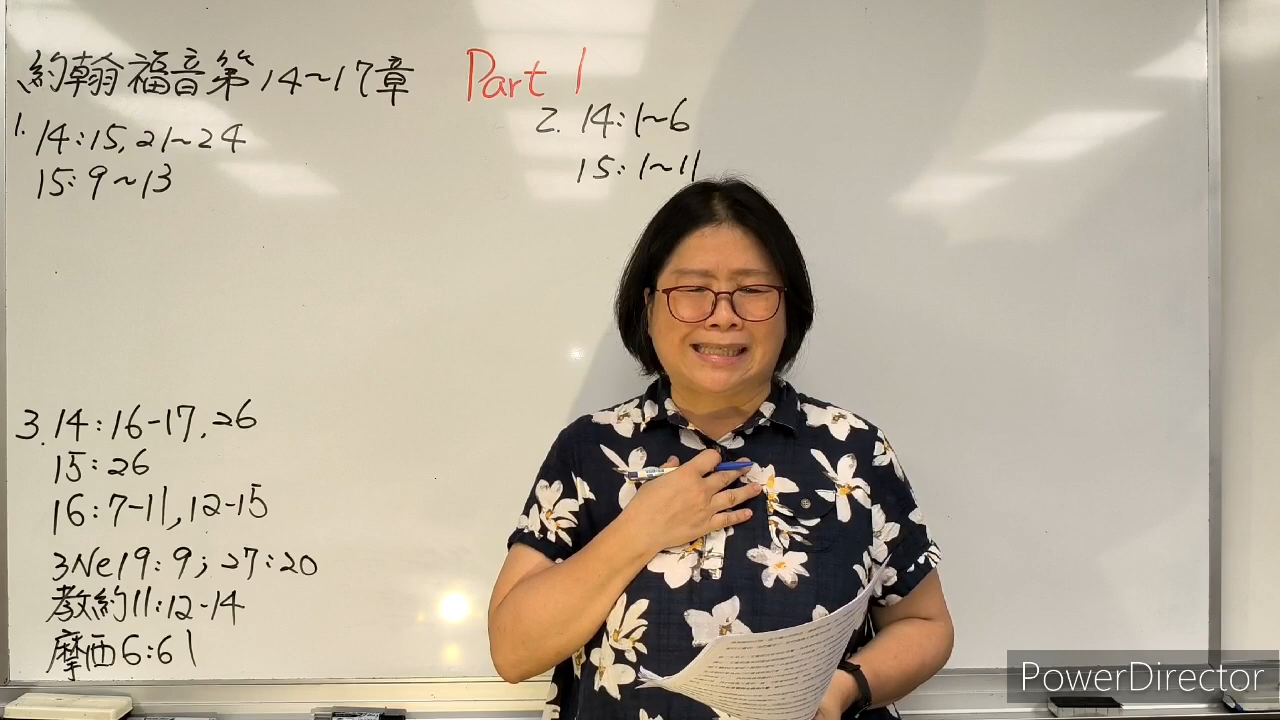 約翰福音第14~17章 Part 1
1. 14:15, 21~24
15:9~13
2. 14:1~6
15:1~11
3. 14:16-17, 26
15:26
16:7-11, 12-15
3Ne19:9; 27:20
教約11:12-14
摩西6:61
PowerDirector